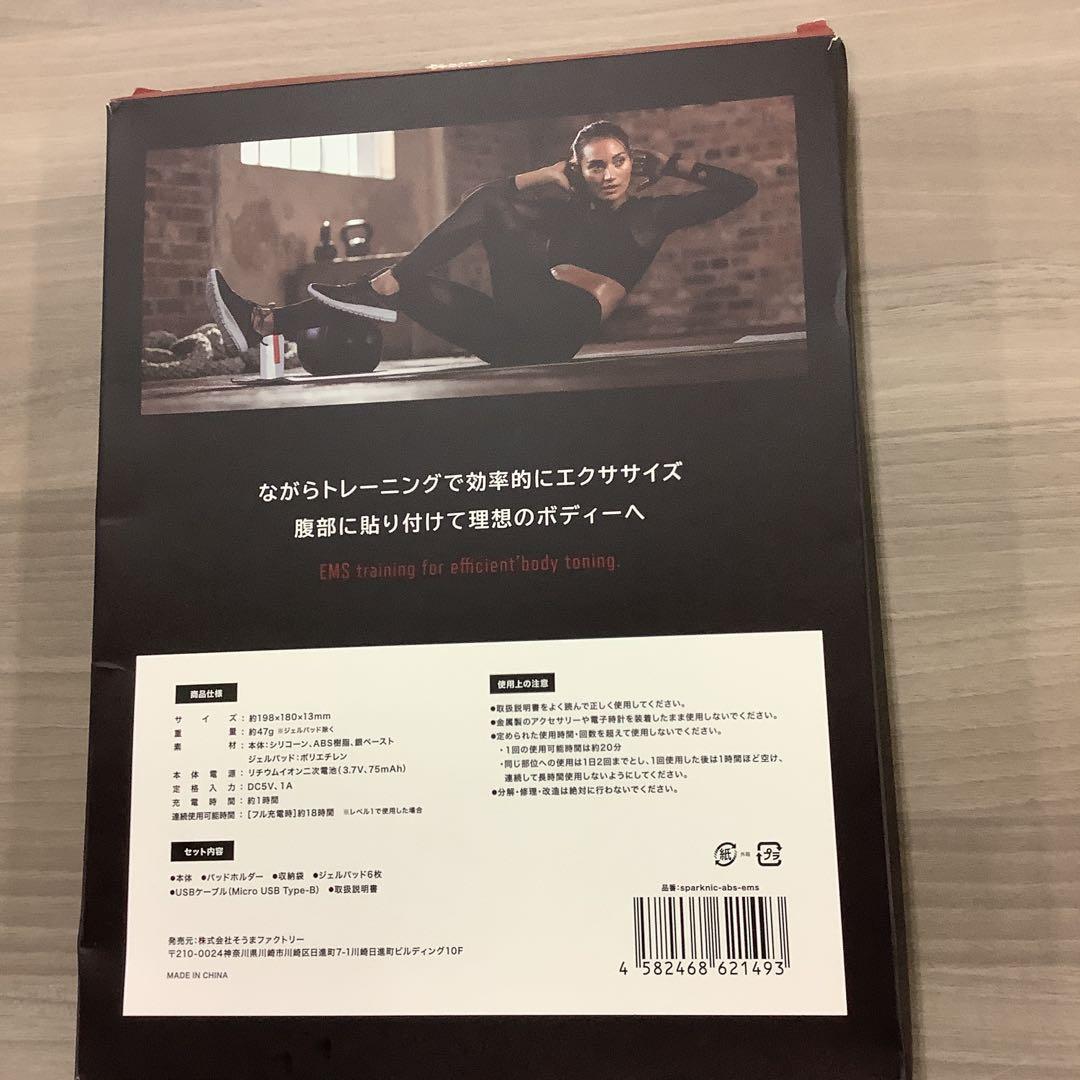 ながらトレーニングで効率的にエクササイズ
腹部に貼り付けて理想のボディーへ
EMS training for efficient body toning.
商品仕様
サイズ：約198×180×13mm
重量：約47g ※ジェルパッド除く
素材：本体：シリコーン、ABS樹脂、銀ペースト
ジェルパッド：ポリエチレン
本体電源：リチウムイオン二次電池（3.7V、75mAh）
定格入力：DC5V、1A
充電時間：約1時間
連続使用可能時間：［フル充電時］約18時間 ※レベル1で使用した場合
セット内容
●本体 ●パッドホルダー ●収納袋 ●ジェルパッド6枚
●USBケーブル（Micro USB Type-B） ●取扱説明書
発売元：株式会社そうまファクトリー
〒210-0024神奈川県川崎市川崎区日進町7-1川崎日進町ビルディング10F
MADE IN CHINA
使用上の注意
●取扱説明書をよく読んで正しく使用してください。
●金属製のアクセサリーや電子時計を装着したまま使用しないでください。
●定められた使用時間・回数を超えて使用しないでください。
・1回の使用可能時間は約20分
・同じ部位への使用は1日2回までとし、1回使用した後は1時間ほど空け、
連続して長時間使用しないようにしてください。
●分解・修理・改造は絶対に行わないでください。
紙 外箱 プラ
品番：sparknic-abs-ems
4 582468 621493